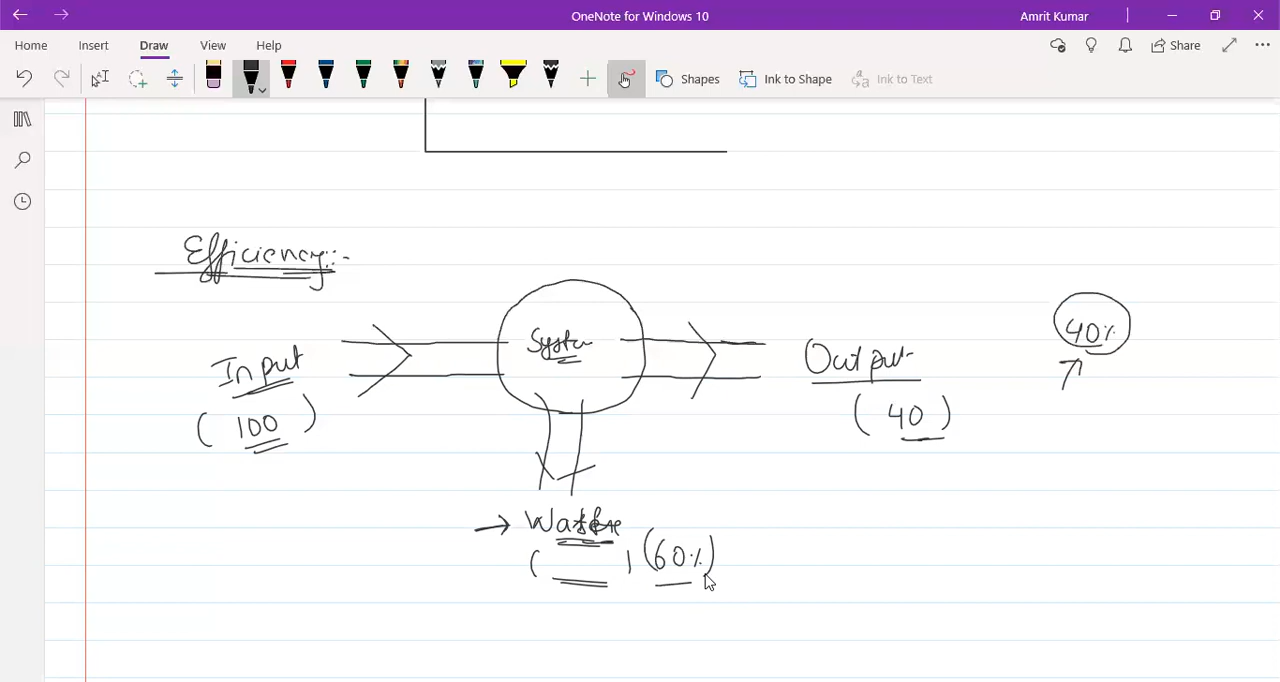 OneNote for Windows 10
Amrit Kumar
Home Insert Draw View Help
Share
Shapes Ink to Shape Ink to Text
Efficiency:-
System
40%
Input
Output
(100)
(40)
( ) (60%)